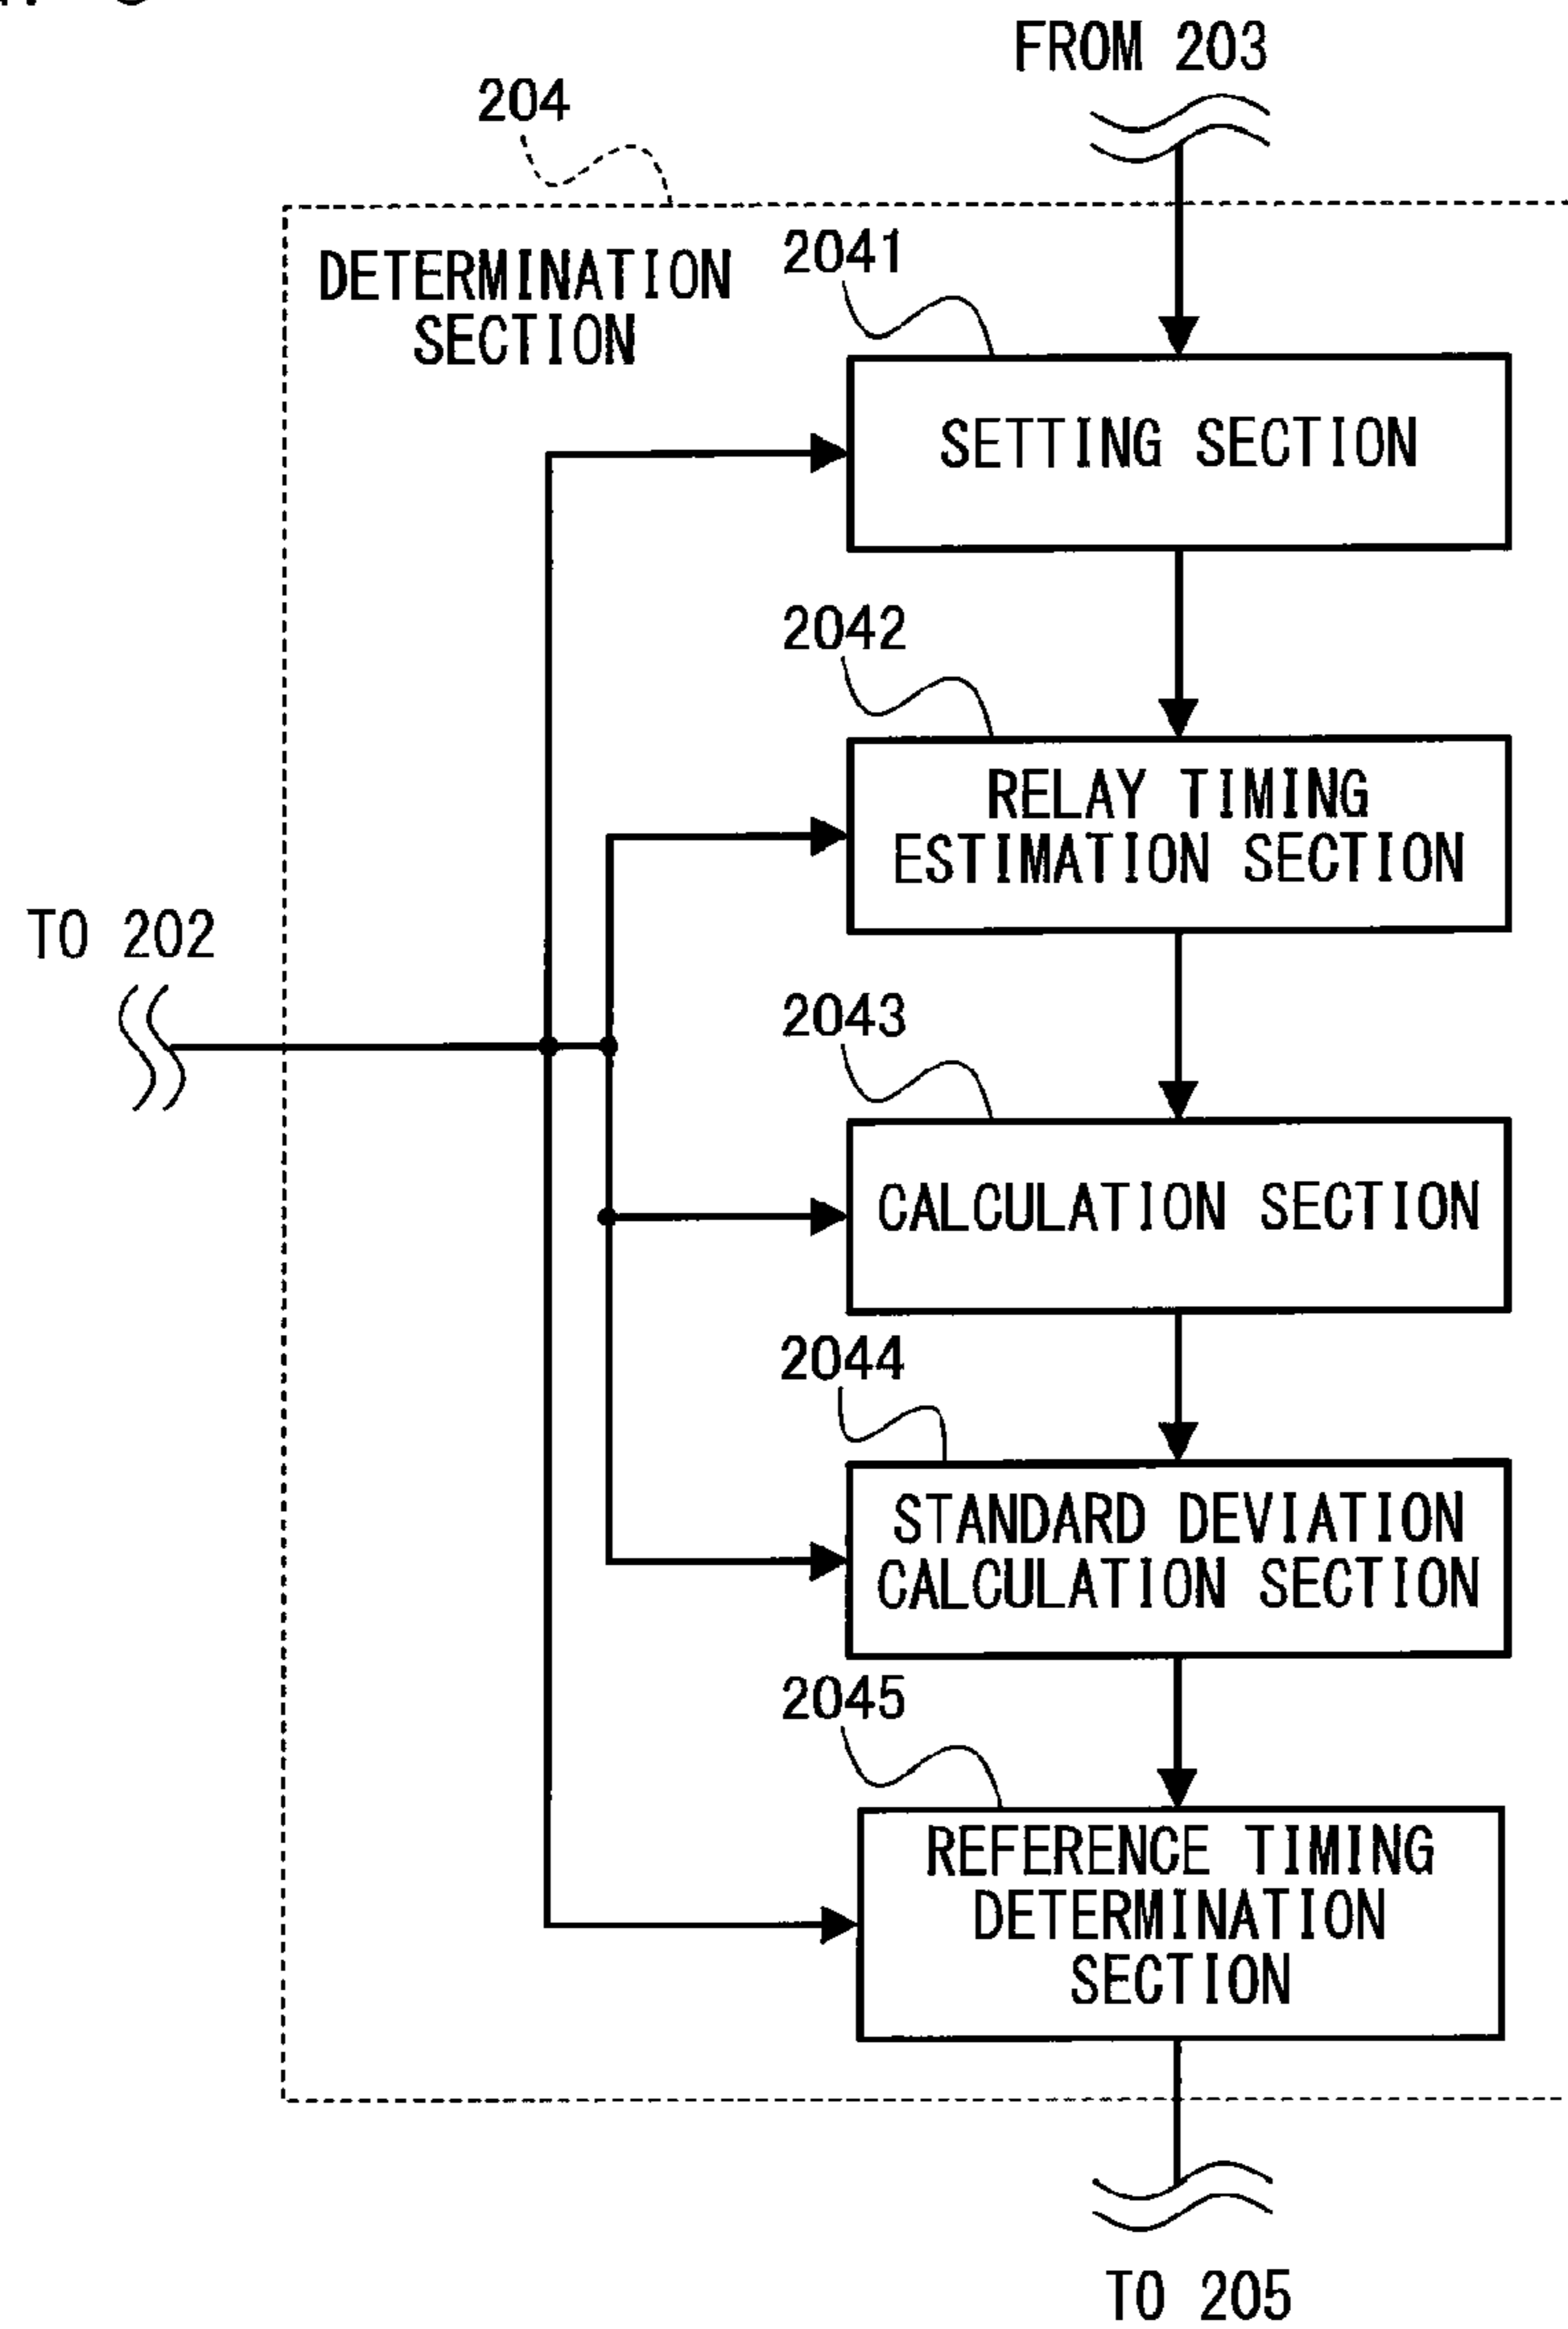 FROM 203
204
DETERMINATION
SECTION
2041
SETTING SECTION
2042
RELAY TIMING
ESTIMATION SECTION
TO 202
2043
CALCULATION SECTION
2044
STANDARD DEVIATION
CALCULATION SECTION
2045
REFERENCE TIMING
DETERMINATION
SECTION
TO 205